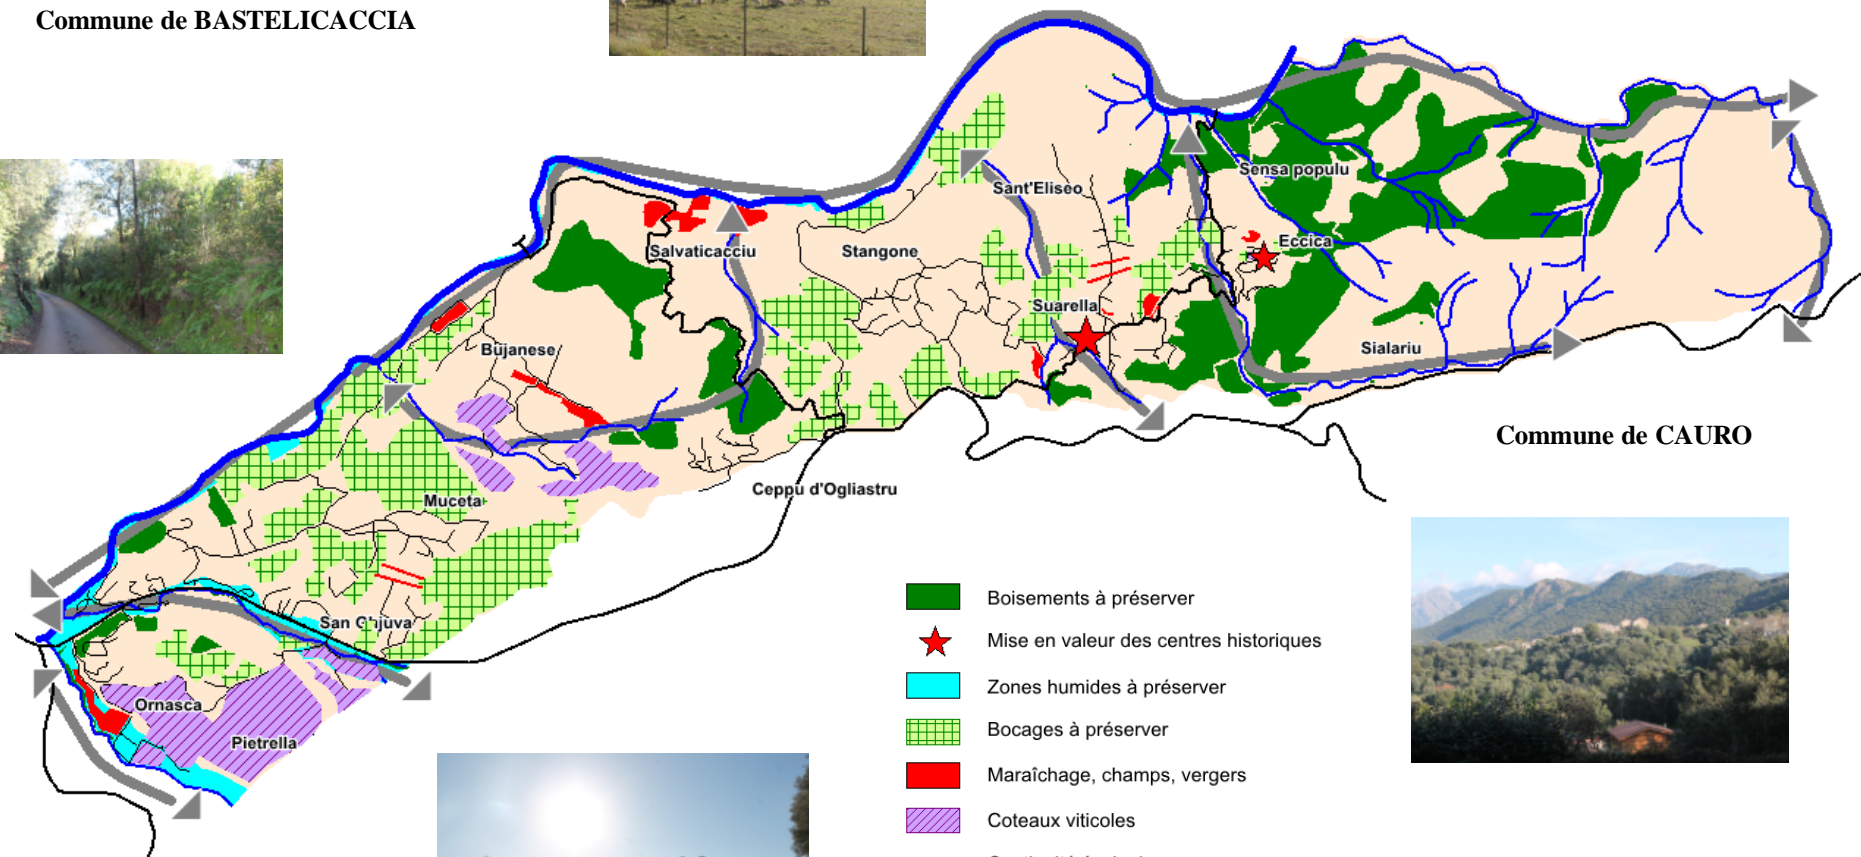 Commune de BASTELICACCIA
Sensa populu
Sant'Eliseo
Eccica
Salvaticacciu
Stangone
Suarella
Sialariu
Bujanese
Commune de CAURO
Ceppu d'Ogliastru
Muceta
San Ghjuva
Ornasca
Pietrella
Boisements à préserver
Mise en valeur des centres historiques
Zones humides à préserver
Bocages à préserver
Maraîchage, champs, vergers
Coteaux viticoles